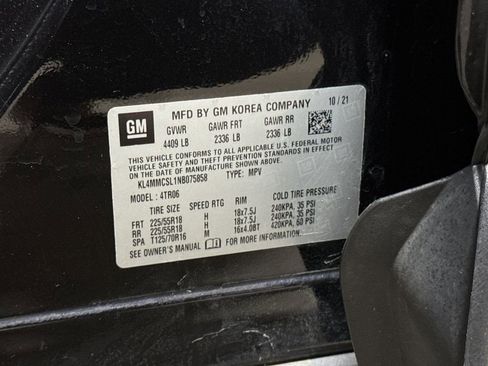 GM
MFD BY GM KOREA COMPANY 10 / 21
GVWR GAWR FRT GAWR RR
4409 LB 2336 LB 2336 LB
THIS VEHICLE CONFORMS TO ALL APPLICABLE U.S. FEDERAL MOTOR
VEHICLE SAFETY, BUMPER, AND THEFT PREVENTION STANDARDS IN EFFECT ON THE
DATE OF MANUFACTURE SHOWN ABOVE.
KL4MMCSL1NB075858 TYPE: MPV
MODEL : 4TR06
TIRE SIZE SPEED RTG RIM COLD TIRE PRESSURE
FRT 225/55R18 H 18x7.5J 240KPA, 35 PSI
RR 225/55R18 H 18x7.5J 240KPA, 35 PSI
SPA T125/70R16 M 16x4.0BT 420KPA, 60 PSI
SEE OWNER'S MANUAL FOR MORE INFORMATION.